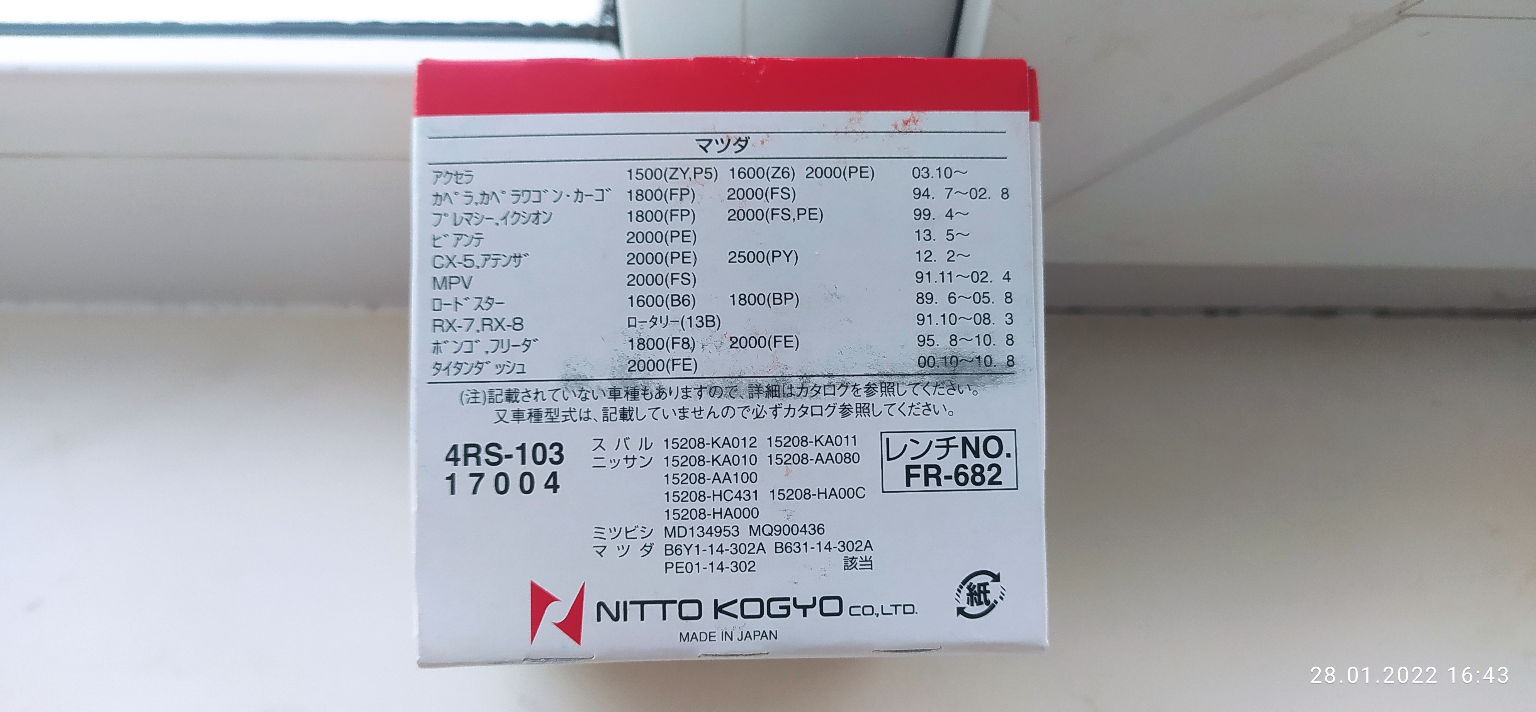 マツダ
アクセラ 1500(ZY,P5) 1600(Z6) 2000(PE) 03.10～
カペラ,カペラワゴン・カーゴ 1800(FP) 2000(FS) 94. 7～02. 8
プレマシー,イクシオン 1800(FP) 2000(FS,PE) 99. 4～
ビアンテ 2000(PE) 13. 5～
CX-5,アテンザ 2000(PE) 2500(PY) 12. 2～
MPV 2000(FS) 91.11～02. 4
ロードスター 1600(B6) 1800(BP) 89. 6～05. 8
RX-7,RX-8 ロータリー(13B) 91.10～08. 3
ボンゴ,フリーダ 1800(F8) 2000(FE) 95. 8～10. 8
タイタンダッシュ 2000(FE) 00.10～10. 8
(注)記載されていない車種もありますので、詳細はカタログを参照してください。
又車種型式は、記載していませんので必ずカタログ参照してください。
4RS-103
17004
スバル 15208-KA012 15208-KA011
ニッサン 15208-KA010 15208-AA080
15208-AA100
15208-HC431 15208-HA00C
15208-HA000
ミツビシ MD134953 MQ900436
マツダ B6Y1-14-302A B631-14-302A
PE01-14-302 該当
レンチNO.
FR-682
NITTO KOGYO CO.,LTD.
MADE IN JAPAN
紙
28.01.2022 16:43